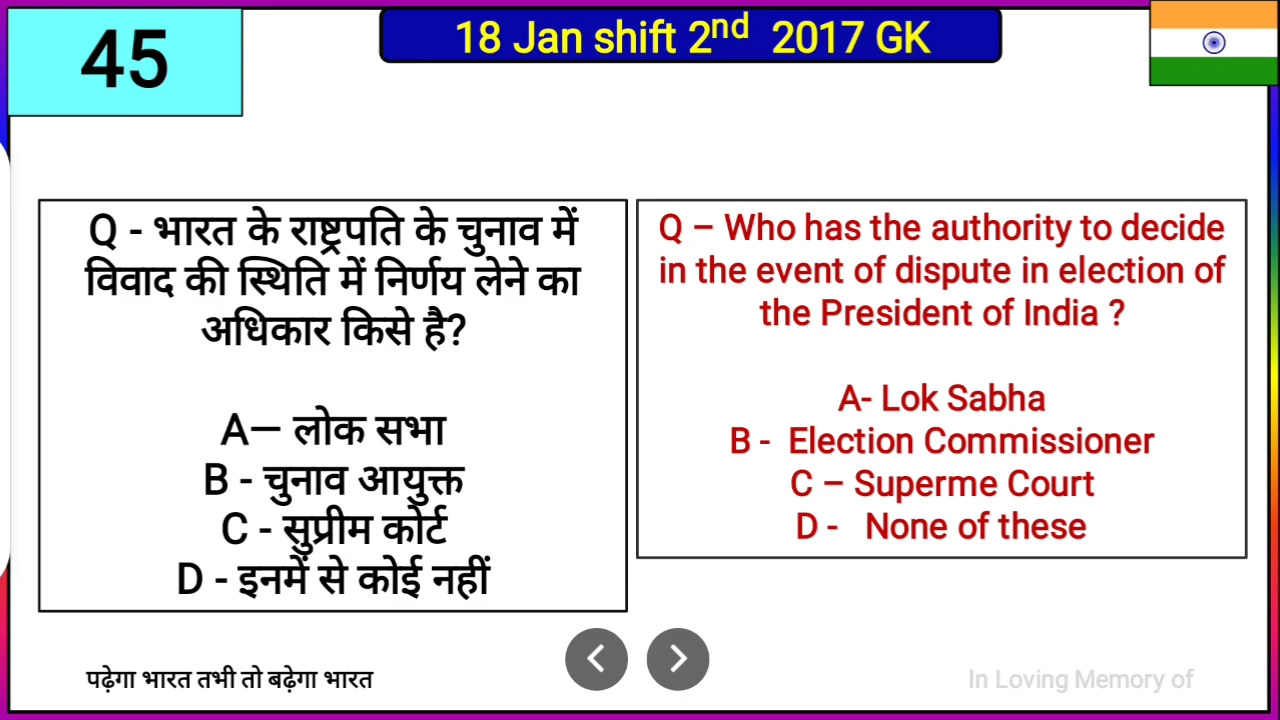 45
18 Jan shift 2nd 2017 GK
Q - भारत के राष्ट्रपति के चुनाव में
विवाद की स्थिति में निर्णय लेने का
अधिकार किसे है?
A— लोक सभा
B - चुनाव आयुक्त
C - सुप्रीम कोर्ट
D - इनमें से कोई नहीं
Q – Who has the authority to decide
in the event of dispute in election of
the President of India ?
A- Lok Sabha
B - Election Commissioner
C – Superme Court
D - None of these
पढ़ेगा भारत तभी तो बढ़ेगा भारत
In Loving Memory of